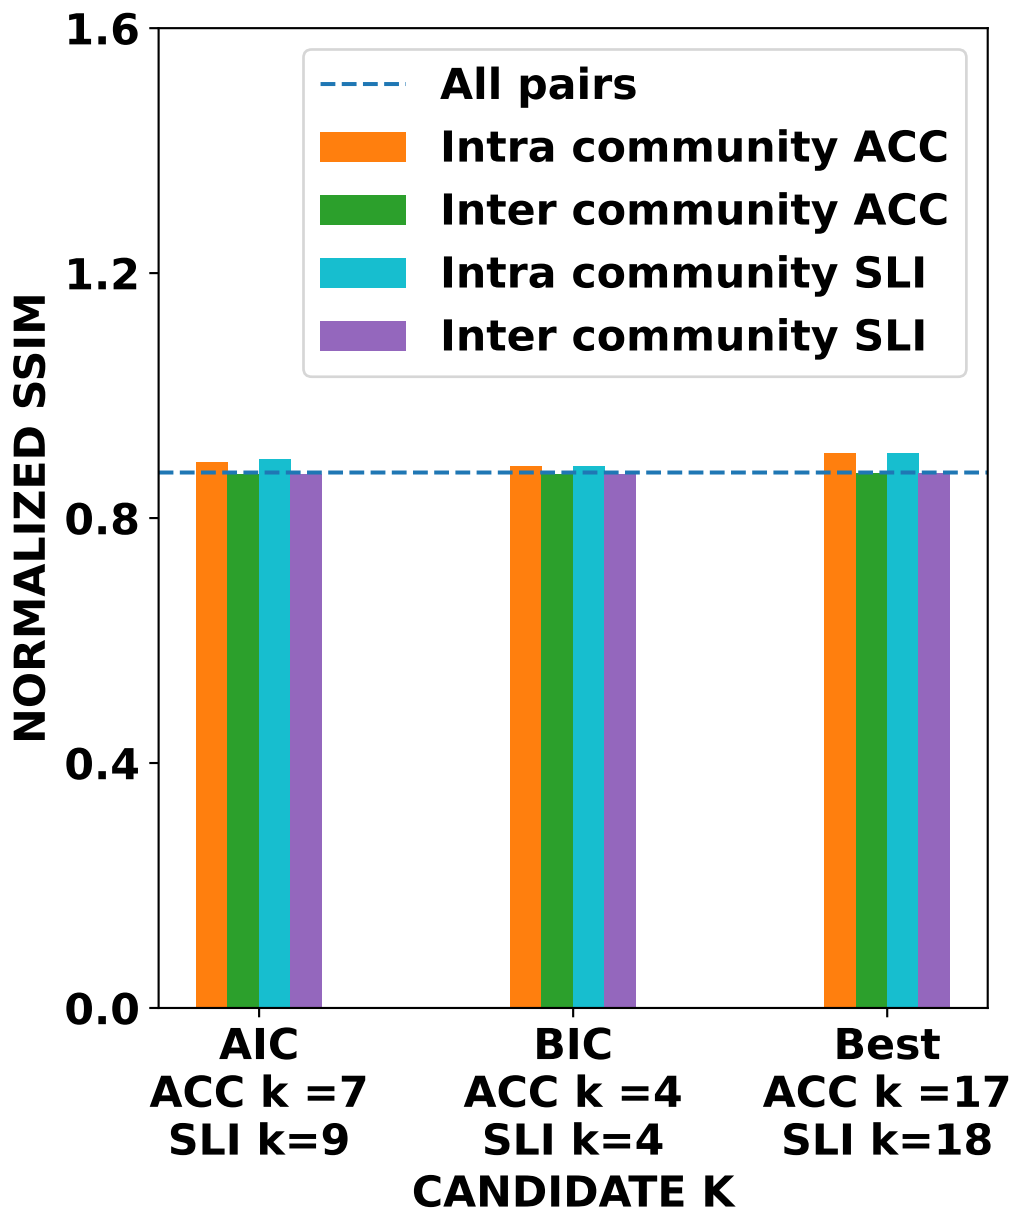 NORMALIZED SSIM
1.6
1.2
0.8
0.4
0.0
All pairs
Intra community ACC
Inter community ACC
Intra community SLI
Inter community SLI
AIC
ACC k =7
SLI k=9
BIC
ACC k =4
SLI k=4
Best
ACC k =17
SLI k=18
CANDIDATE K